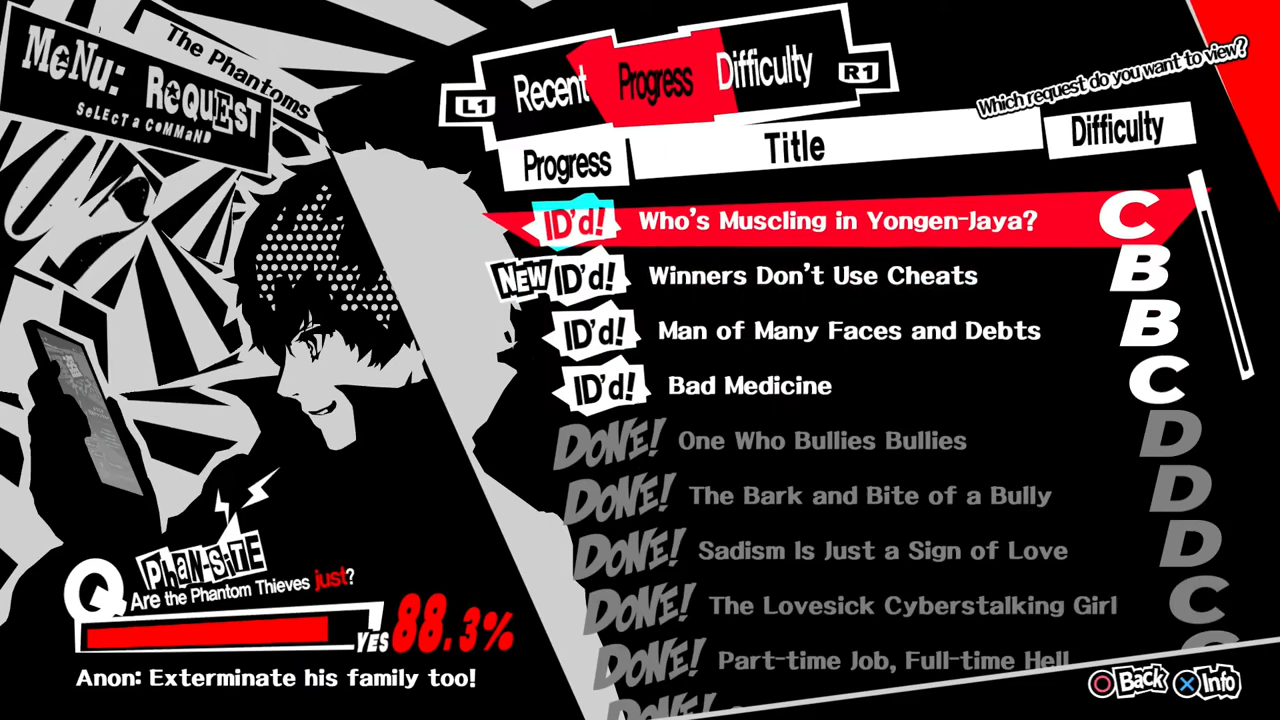 MeNu: ReQuEsT
SeLEcT a CoMMaND
The Phantoms
L1 Recent Progress Difficulty R1
Which request do you want to view?
Progress Title Difficulty
ID'd! Who's Muscling in Yongen-Jaya? C
NEW ID'd! Winners Don't Use Cheats B
ID'd! Man of Many Faces and Debts B
ID'd! Bad Medicine C
DONE! One Who Bullies Bullies D
DONE! The Bark and Bite of a Bully D
DONE! Sadism Is Just a Sign of Love D
DONE! The Lovesick Cyberstalking Girl C
DONE! Part-time Job, Full-time Hell
PhaN-SiTE
Q Are the Phantom Thieves just?
YES 88.3%
Anon: Exterminate his family too!
Back Info